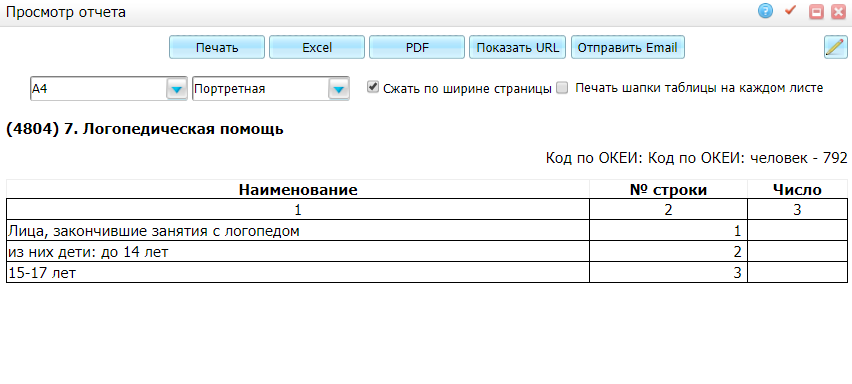 Просмотр отчета
Печать Excel PDF Показать URL Отправить Email
A4 Портретная Сжать по ширине страницы Печать шапки таблицы на каждом листе
(4804) 7. Логопедическая помощь
Код по ОКЕИ: Код по ОКЕИ: человек - 792
Наименование № строки Число
1 2 3
Лица, закончившие занятия с логопедом 1
из них дети: до 14 лет 2
15-17 лет 3